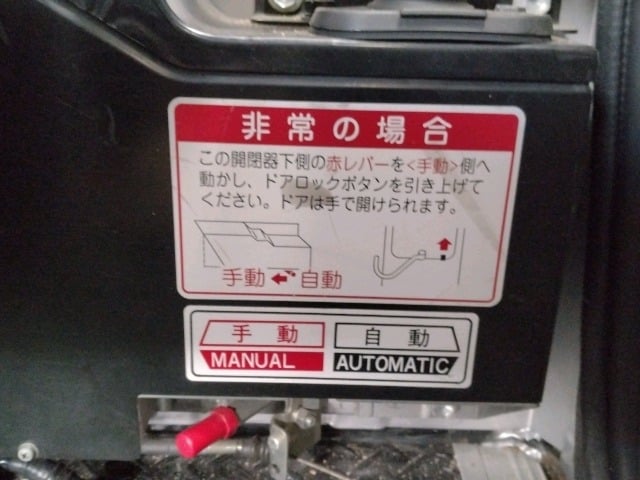 非常の場合
この開閉器下側の赤レバーを<手動>側へ
動かし、ドアロックボタンを引き上げて
ください。ドアは手で開けられます。
手動 自動
手動 自動
MANUAL AUTOMATIC